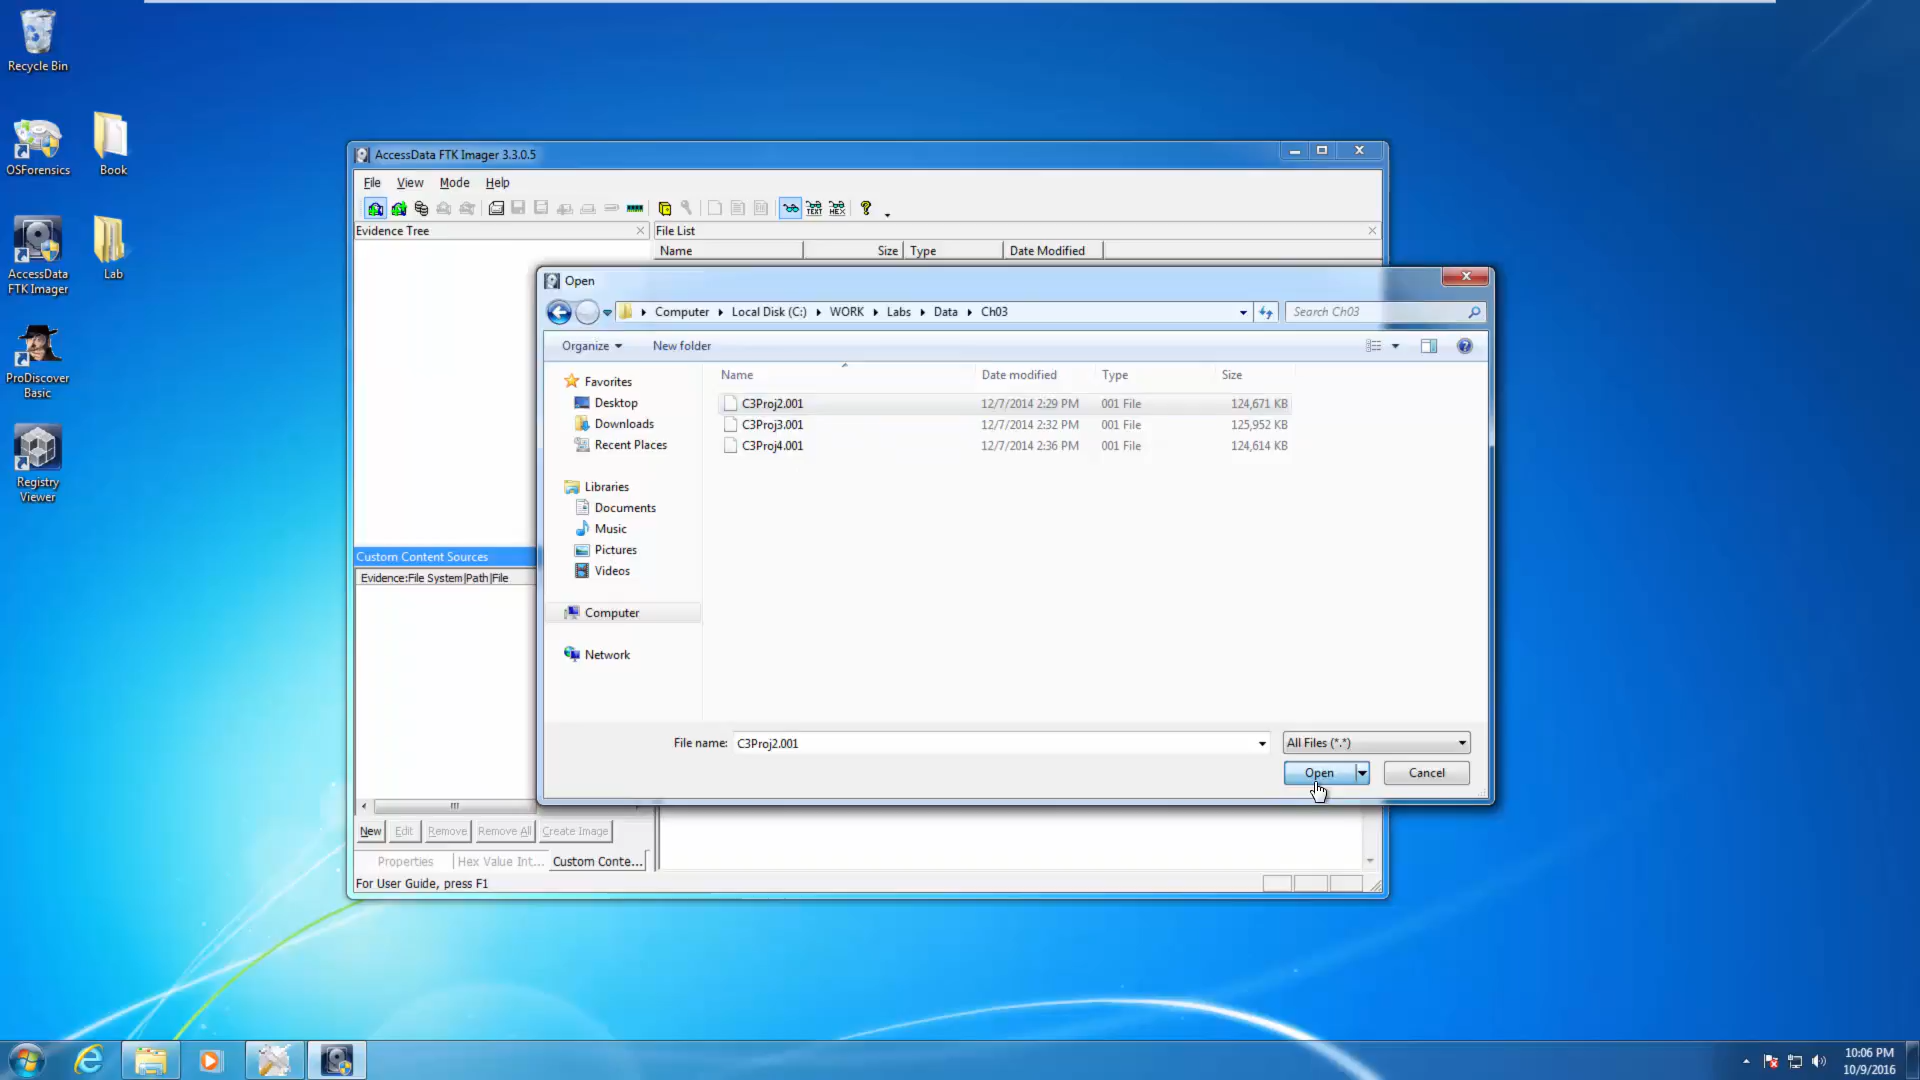 Recycle Bin
OSForensics
Book
AccessData
FTK Imager
Lab
ProDiscover
Basic
Registry
Viewer
AccessData FTK Imager 3.3.0.5
File View Mode Help
Evidence Tree
File List
Name Size Type Date Modified
Open
Computer Local Disk (C:) WORK Labs Data Ch03
Search Ch03
Organize New folder
Name Date modified Type Size
C3Proj2.001 12/7/2014 2:29 PM 001 File 124,671 KB
C3Proj3.001 12/7/2014 2:32 PM 001 File 125,952 KB
C3Proj4.001 12/7/2014 2:36 PM 001 File 124,614 KB
Favorites
Desktop
Downloads
Recent Places
Libraries
Documents
Music
Pictures
Videos
Computer
Network
File name: C3Proj2.001 All Files (*.*)
Open Cancel
Custom Content Sources
Evidence:File System|Path|File
New Edit Remove Remove All Create Image
Properties Hex Value Int... Custom Conte...
For User Guide, press F1
10:06 PM
10/9/2016